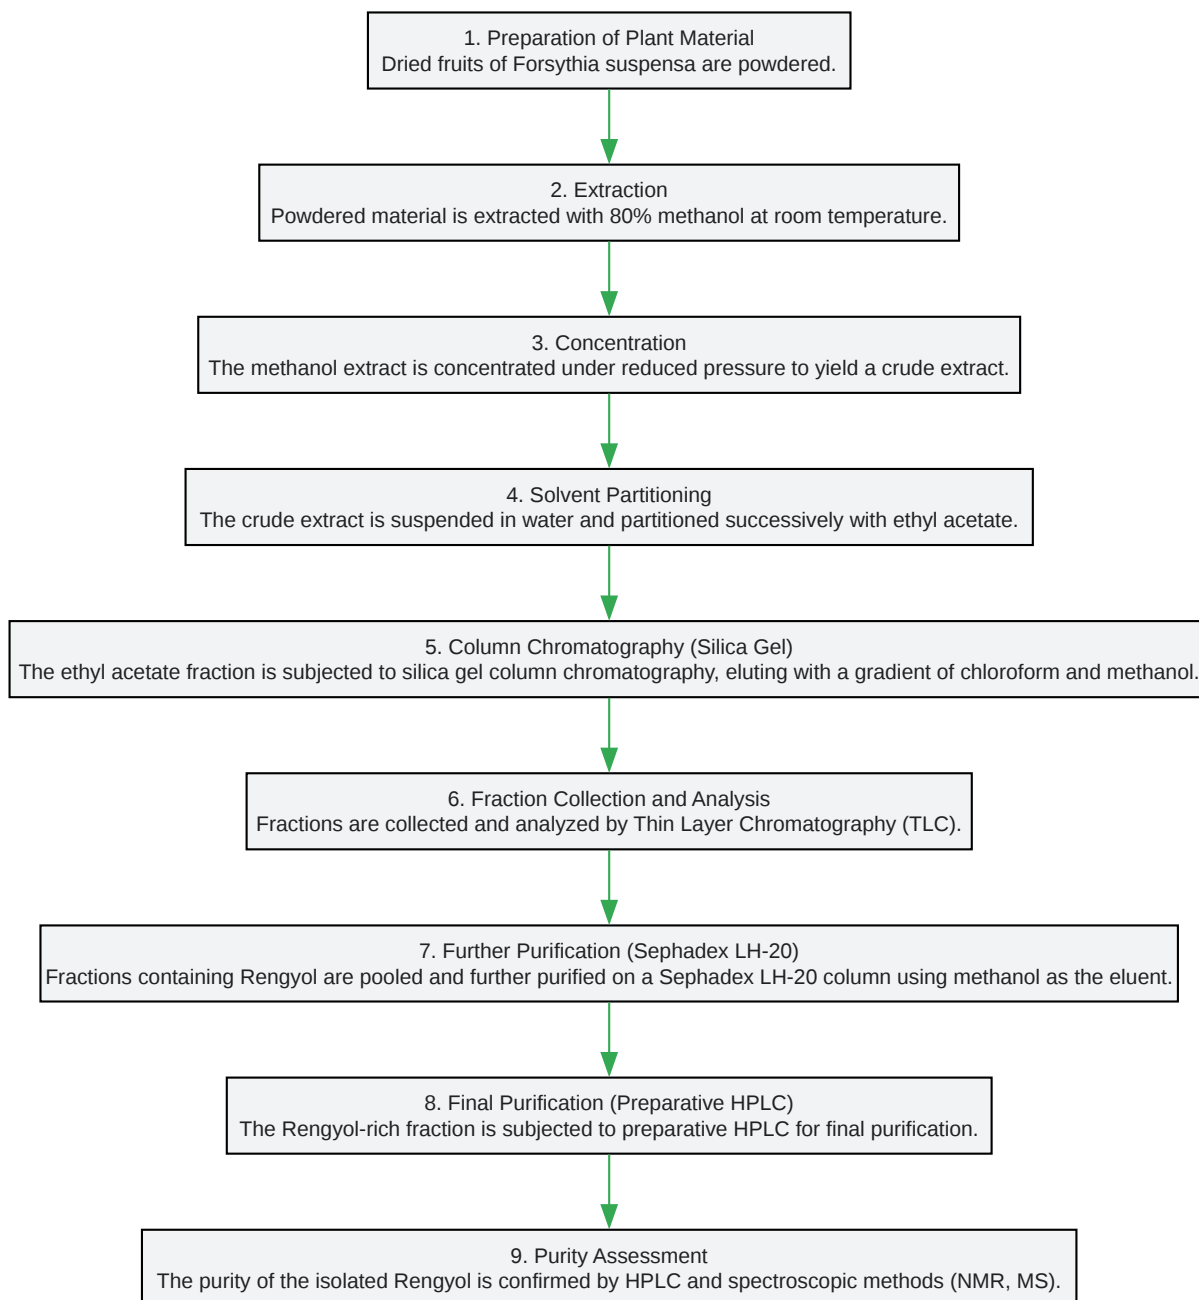 1. Preparation of Plant Material
Dried fruits of Forsythia suspensa are powdered.
2. Extraction
Powdered material is extracted with 80% methanol at room temperature.
3. Concentration
The methanol extract is concentrated under reduced pressure to yield a crude extract.
4. Solvent Partitioning
The crude extract is suspended in water and partitioned successively with ethyl acetate.
5. Column Chromatography (Silica Gel)
The ethyl acetate fraction is subjected to silica gel column chromatography, eluting with a gradient of chloroform and methanol.
6. Fraction Collection and Analysis
Fractions are collected and analyzed by Thin Layer Chromatography (TLC).
7. Further Purification (Sephadex LH-20)
Fractions containing Rengyol are pooled and further purified on a Sephadex LH-20 column using methanol as the eluent.
8. Final Purification (Preparative HPLC)
The Rengyol-rich fraction is subjected to preparative HPLC for final purification.
9. Purity Assessment
The purity of the isolated Rengyol is confirmed by HPLC and spectroscopic methods (NMR, MS).